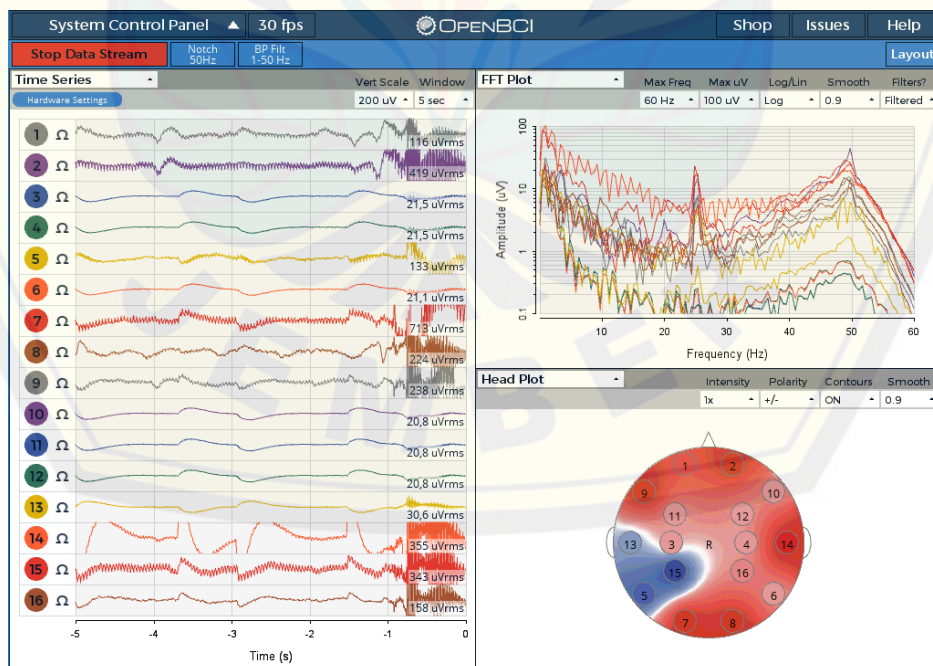 System Control Panel
30 fps
OPENBCI
Shop
Issues
Help
Stop Data Stream
Notch
50Hz
BP Filt
1-50 Hz
Layout
Time Series
Vert Scale
Window
Hardware Settings
200 uV
5 sec
1 Ω 116 uVrms
2 Ω 419 uVrms
3 Ω 21,5 uVrms
4 Ω 21,5 uVrms
5 Ω 133 uVrms
6 Ω 21,1 uVrms
7 Ω 713 uVrms
8 Ω 224 uVrms
9 Ω 238 uVrms
10 Ω 20,8 uVrms
11 Ω 20,8 uVrms
12 Ω 20,8 uVrms
13 Ω 30,6 uVrms
14 Ω 355 uVrms
15 Ω 343 uVrms
16 Ω 158 uVrms
-5 -4 -3 -2 -1 0
Time (s)
FFT Plot
Max Freq Max uV Log/Lin Smooth Filters?
60 Hz 100 uV Log 0.9 Filtered
100
10
1
0.1
Amplitude (uV)
10 20 30 40 50 60
Frequency (Hz)
Head Plot
Intensity Polarity Contours Smooth
1x +/- ON 0.9
1 2
9 10
11 12
13 3 R 4 14
15 16
5 6
7 8